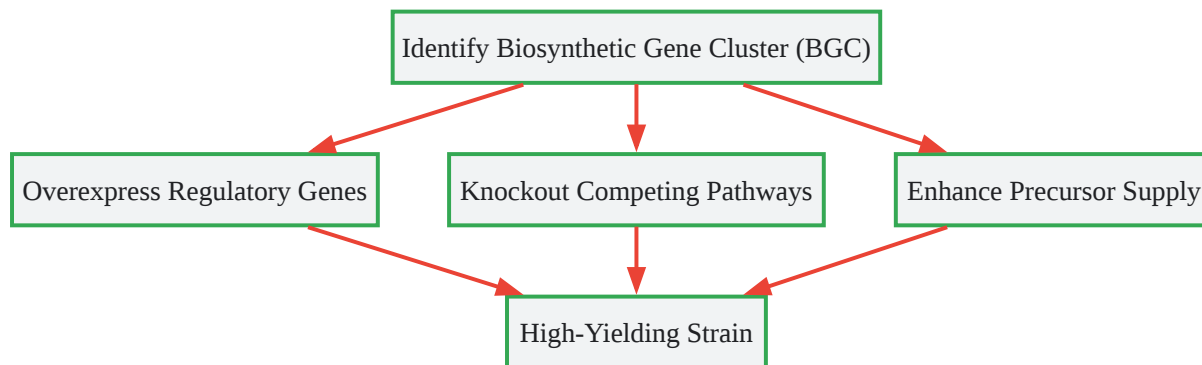 Identify Biosynthetic Gene Cluster (BGC)
Overexpress Regulatory Genes
Knockout Competing Pathways
Enhance Precursor Supply
High-Yielding Strain